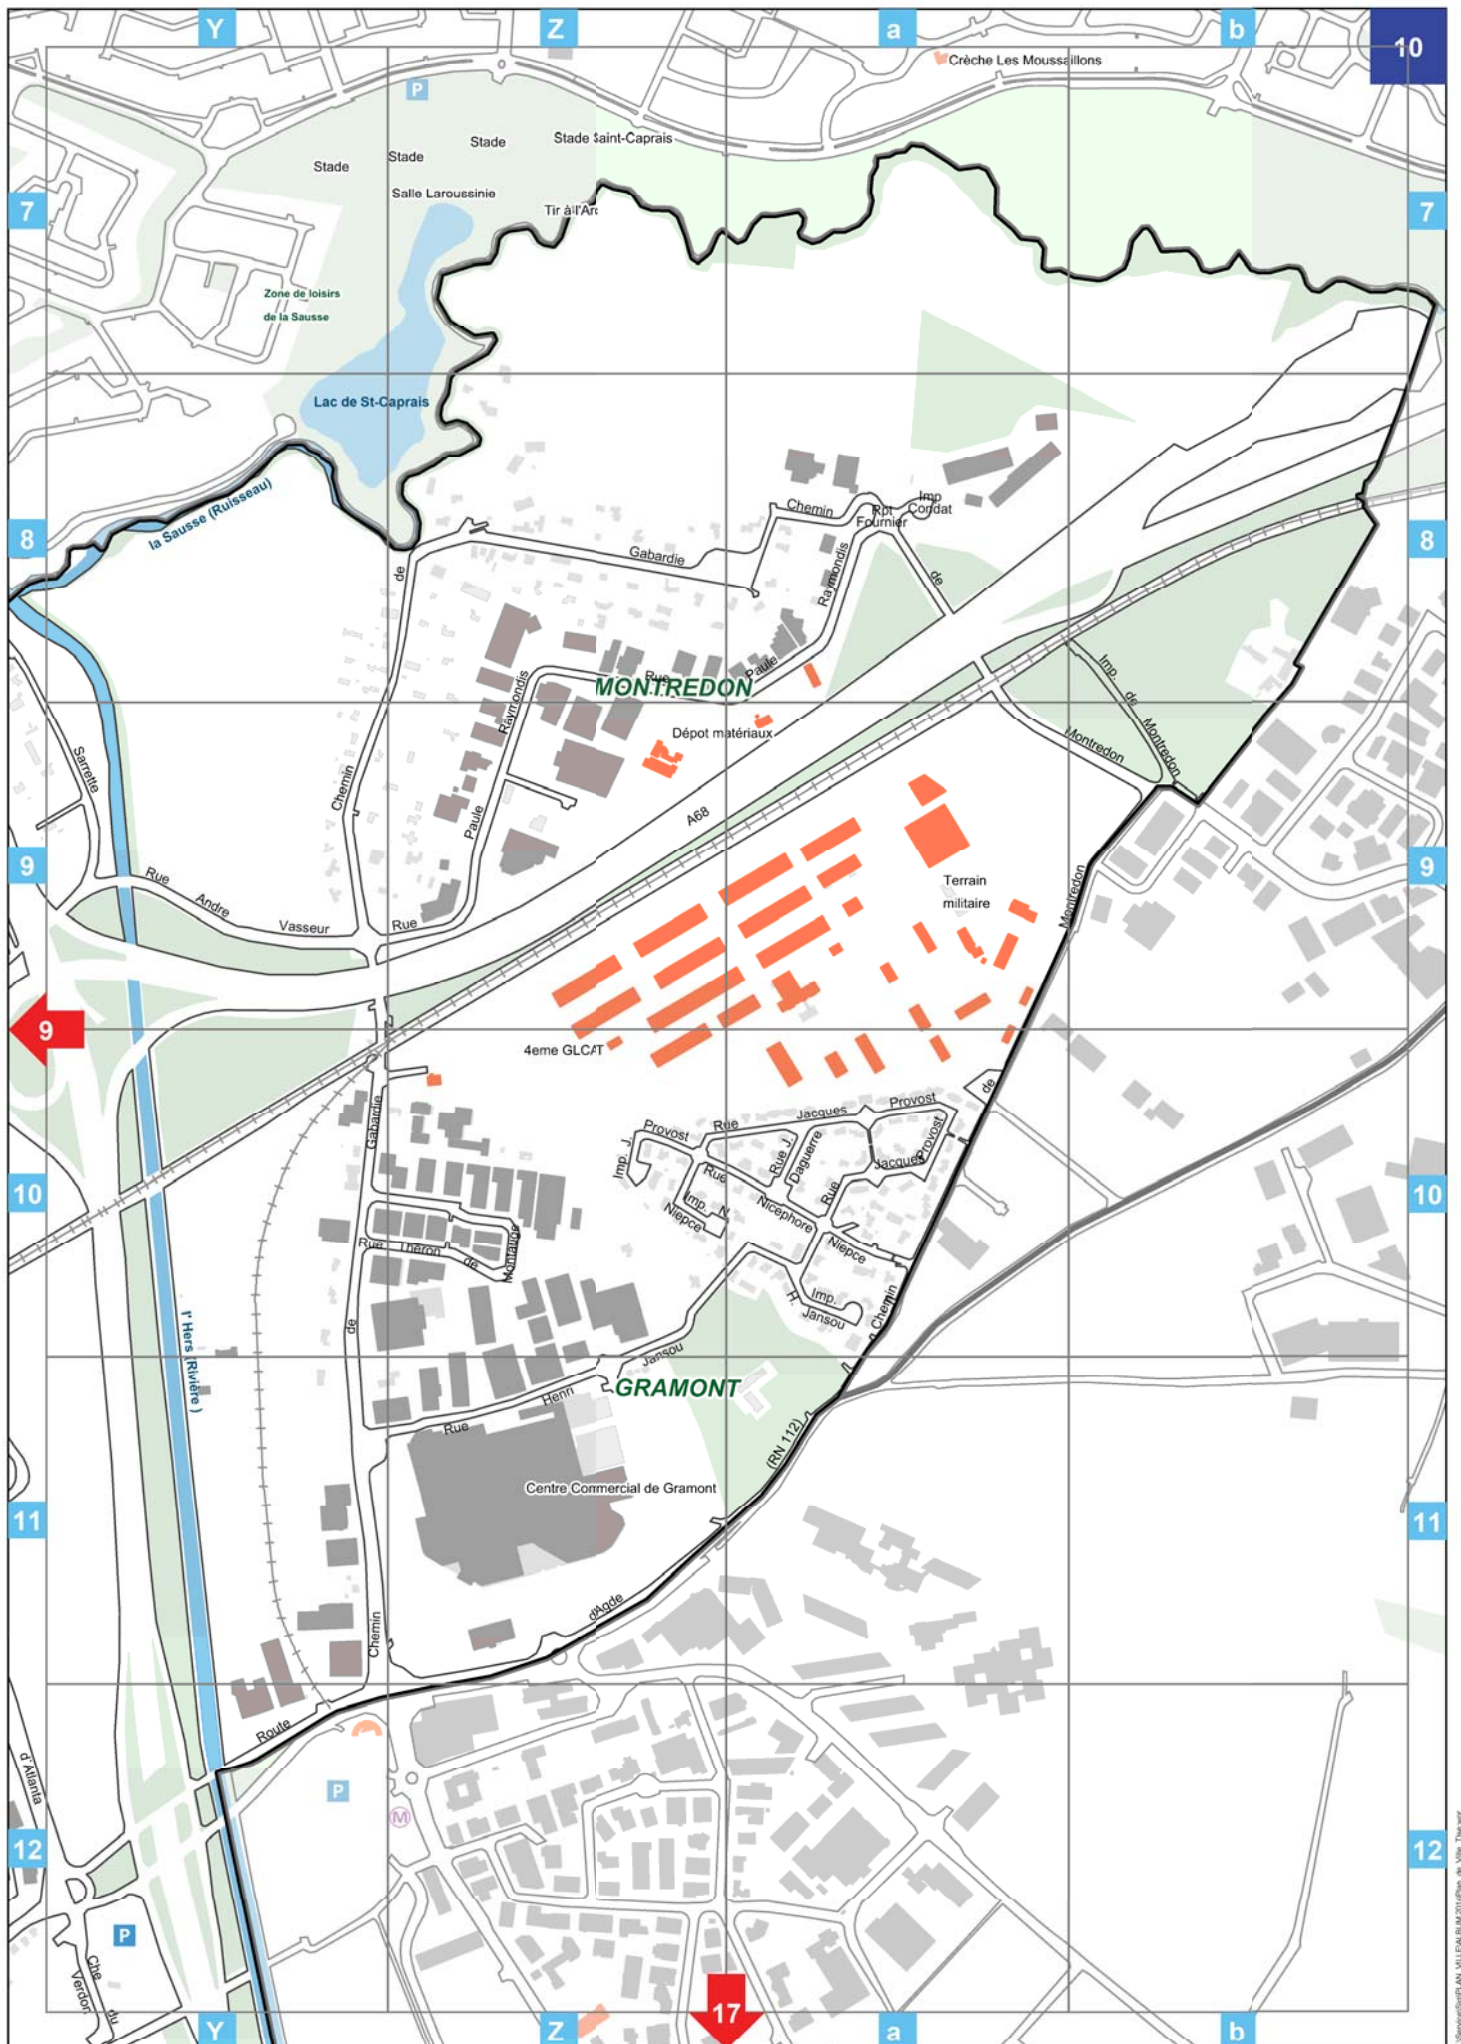 Y
Z
a
b
10
Crèche Les Moussaillons
P
Stade
Stade
Stade
Stade Saint-Caprais
Salle Laroussinie
Tir à l'Arc
7
7
Zone de loisirs
de la Sausse
Lac de St-Caprais
la Sausse (Ruisseau)
8
8
Chemin
Rpt
Fournier
Imp
Condat
Gabardie
de
de
Raymondis
Rue
Paule
MONTREDON
Imp. de Montredon
Montredon
Raymondis
Dépot matériaux
Sarrette
Chemin
Paule
A68
9
9
Rue
Andre
Vasseur
Rue
Terrain
militaire
Montredon
9
4eme GLCAT
de
Gabardie
Imp. J.
Provost
Rue
Jacques
Provost
Rue J.
Daguerre
Jacques
Provost
Rue
Nicephore
Rue
Imp. N
Niepce
Niepce
10
10
Rue
Theron
de
Montaugé
Imp.
H. Jansou
Chemin
de
l' Hers (Rivière )
Jansou
Henri
Rue
GRAMONT
(RN 112)
Centre Commercial de Gramont
11
11
d'Agde
Chemin
Route
d'Atlanta
P
M
12
12
P
Che
du
Verdon
Y
Z
17
a
b